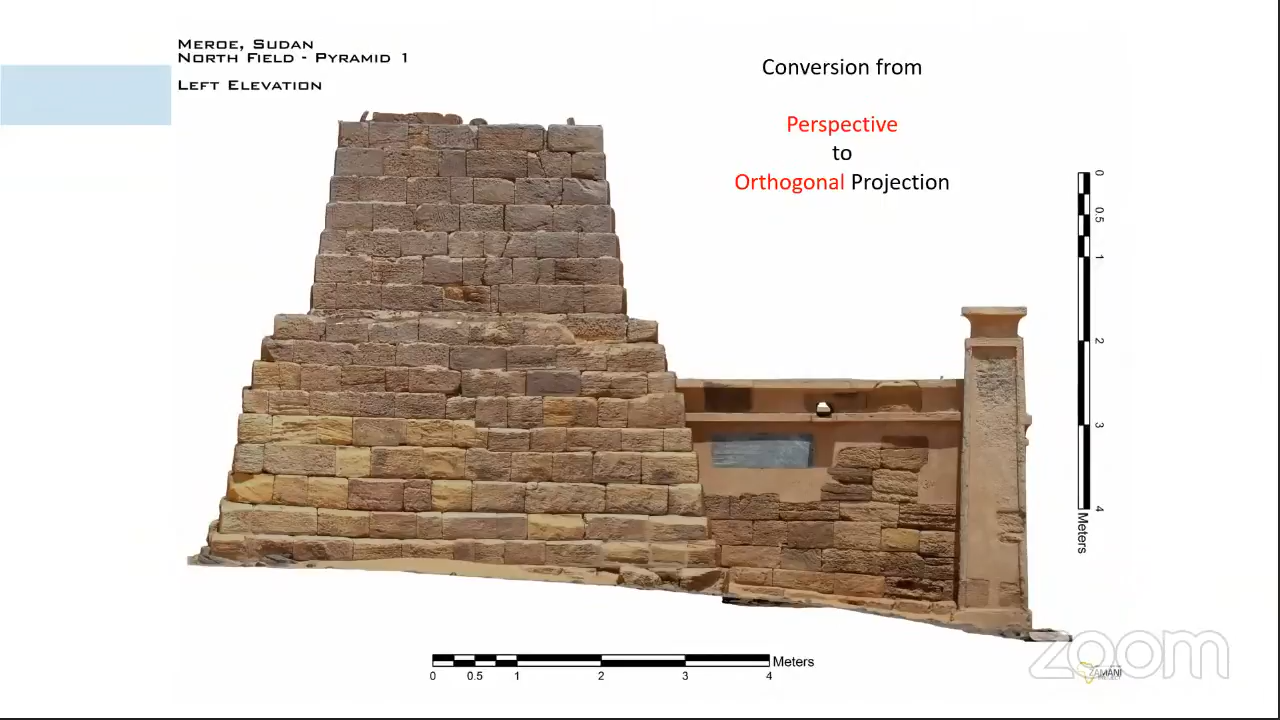 MEROE, SUDAN
NORTH FIELD - PYRAMID 1
LEFT ELEVATION
Conversion from
Perspective
to
Orthogonal Projection
0
0.5
1
2
3
4
Meters
Meters
0
0.5
1
2
3
4
zoom
ZAMANI